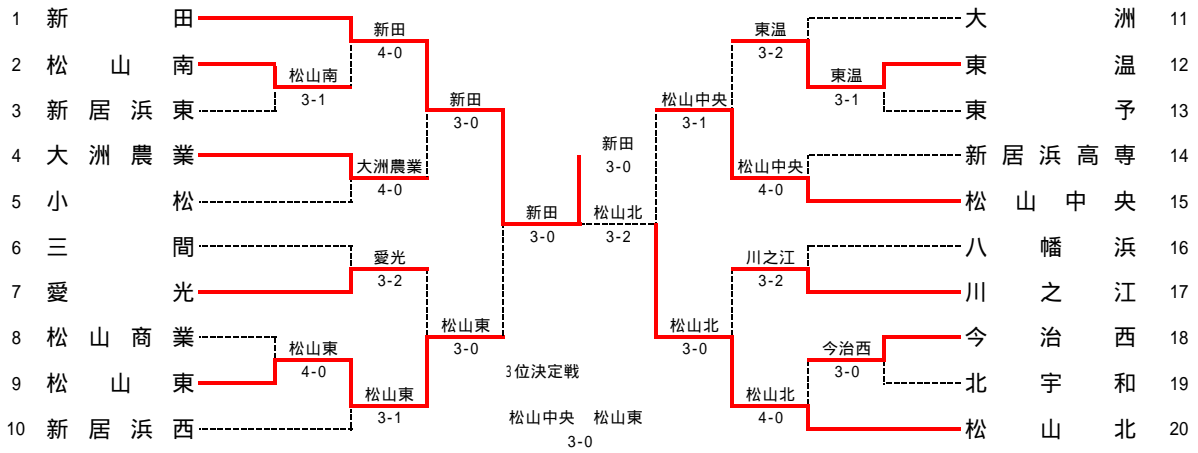 1 新田
2 松山南
3 新居浜東
4 大洲農業
5 小松
6 三間
7 愛光
8 松山商業
9 松山東
10 新居浜西
松山南
3-1
松山東
4-0
新田
4-0
大洲農業
4-0
愛光
3-2
松山東
3-1
新田
3-0
松山東
3-0
新田
3-0
新田
3-0
松山北
3-2
3位決定戦
松山中央 松山東
3-0
松山中央
3-1
松山北
3-0
東温
3-2
松山中央
4-0
川之江
3-2
松山北
4-0
東温
3-1
今治西
3-0
大洲 11
東温 12
東予 13
新居浜高専 14
松山中央 15
八幡浜 16
川之江 17
今治西 18
北宇和 19
松山北 20